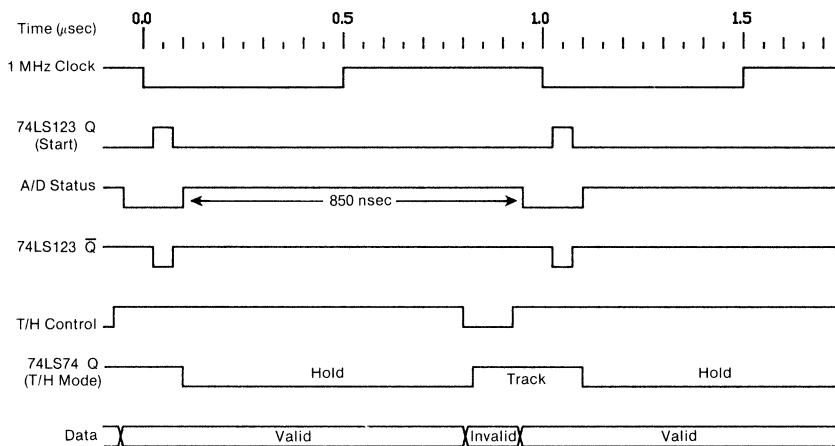 Time (μsec) 0.0 0.5 1.0 1.5
1 MHz Clock
74LS123 Q
(Start)
A/D Status
850 nsec
74LS123 Q̅
T/H Control
74LS74 Q
(T/H Mode)
Hold Track Hold
Data Valid Invalid Valid